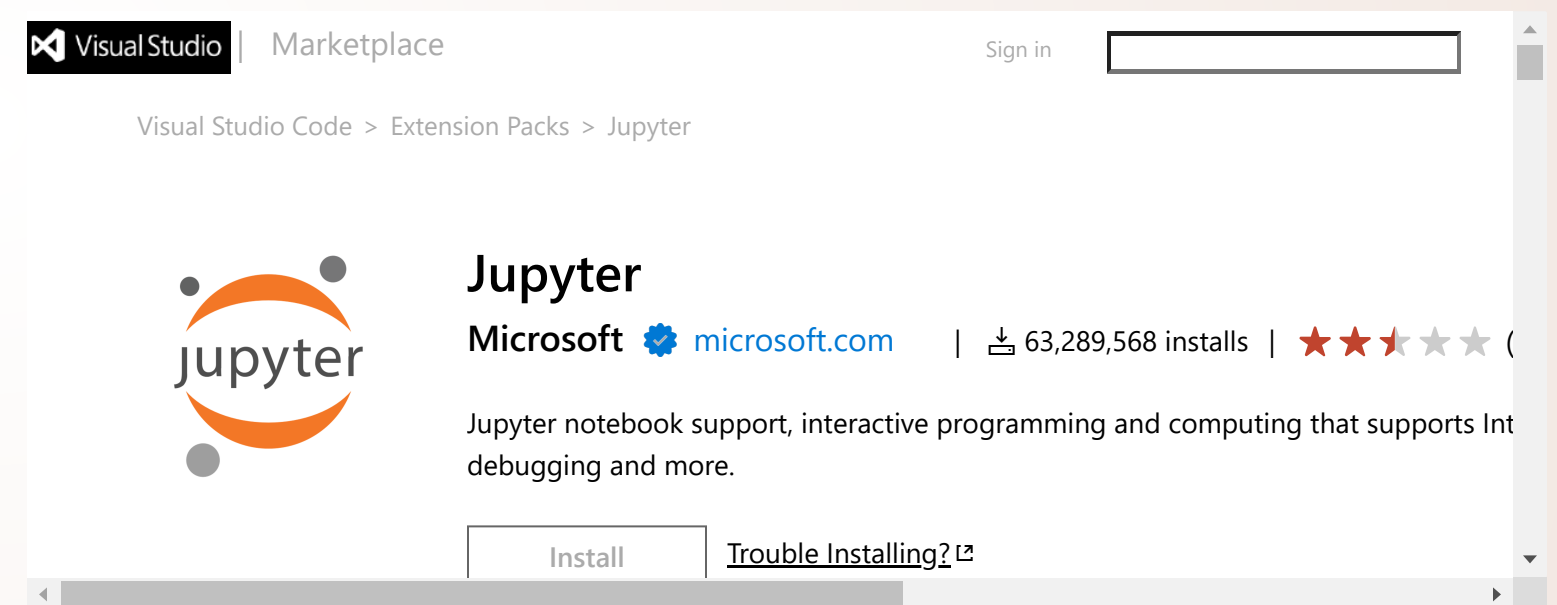 Visual Studio | Marketplace Sign in
Visual Studio Code > Extension Packs > Jupyter
Jupyter
jupyter
Microsoft microsoft.com | 63,289,568 installs | (
Jupyter notebook support, interactive programming and computing that supports Int
debugging and more.
Install Trouble Installing?